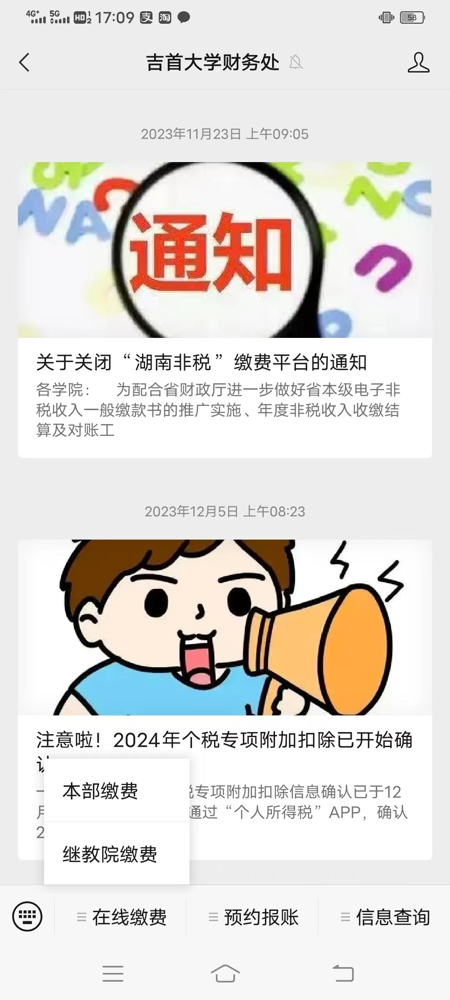 4G+ 5G HD 1 2 17:09 支 淘 58
吉首大学财务处
2023年11月23日 上午09:05
NA
通知
关于关闭“湖南非税”缴费平台的通知
各学院： 为配合省财政厅进一步做好省本级电子非
税收入一般缴款书的推广实施、年度非税收入收缴结
算及对账工
2023年12月5日 上午08:23
注意啦！2024年个税专项附加扣除已开始确
本部缴费
税专项附加扣除信息确认已于12
月 通过“个人所得税”APP，确认
2
继教院缴费
在线缴费 预约报账 信息查询